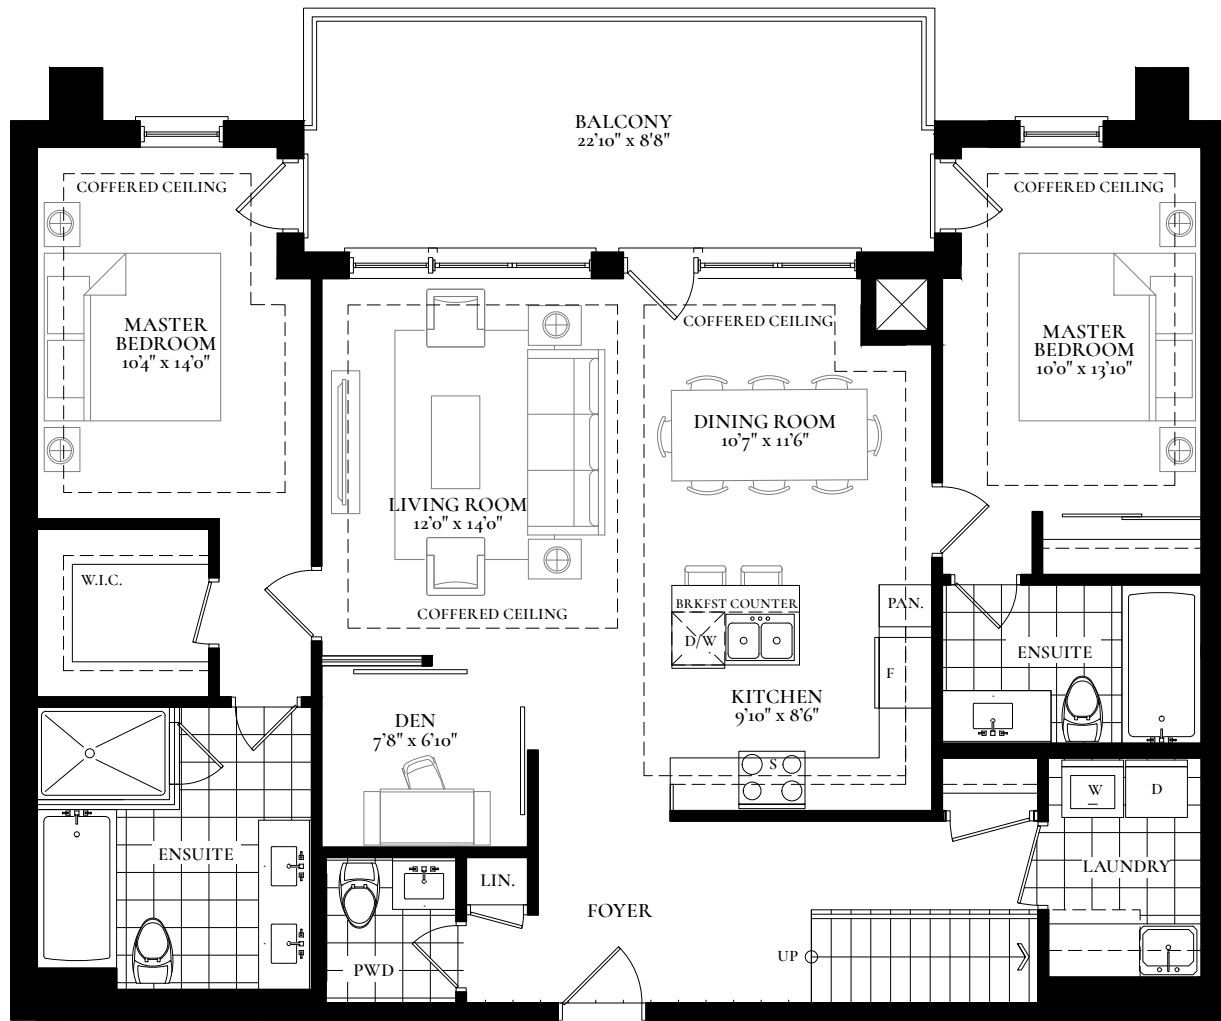 BALCONY
22'10" x 8'8"
COFFERED CEILING
COFFERED CEILING
MASTER
BEDROOM
10'4" x 14'0"
COFFERED CEILING
MASTER
BEDROOM
10'0" x 13'10"
DINING ROOM
10'7" x 11'6"
LIVING ROOM
12'0" x 14'0"
W.I.C.
COFFERED CEILING
BRKFST COUNTER
PAN.
D/W
ENSUITE
F
KITCHEN
9'10" x 8'6"
DEN
7'8" x 6'10"
S
W
D
ENSUITE
LAUNDRY
LIN.
FOYER
UP
PWD